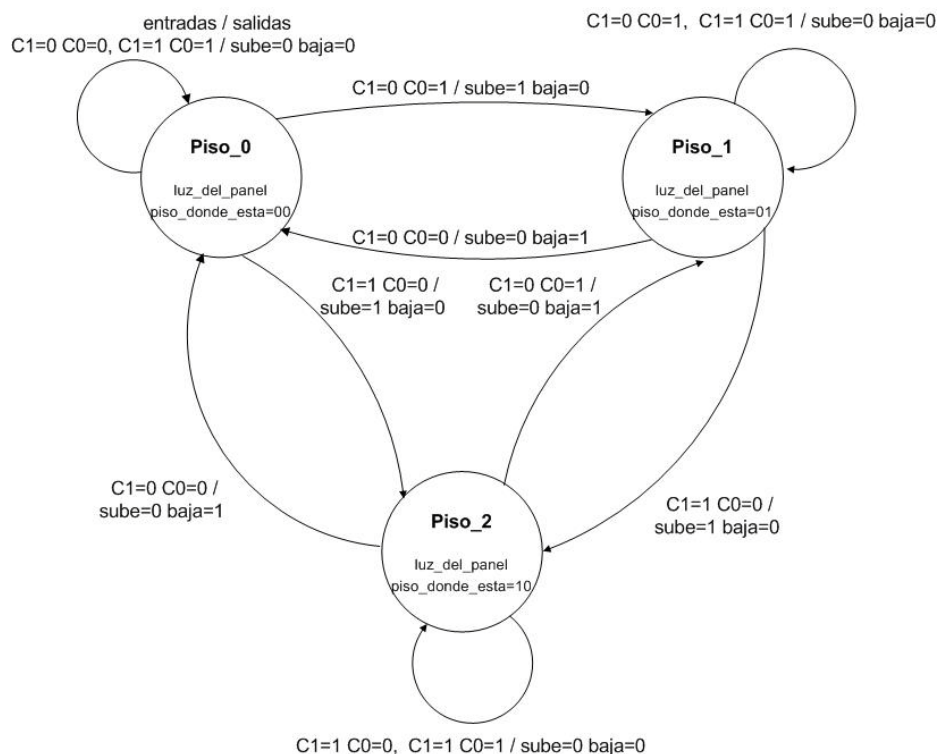 entradas / salidas
C1=0 C0=0, C1=1 C0=1 / sube=0 baja=0
C1=0 C0=1, C1=1 C0=1 / sube=0 baja=0
C1=0 C0=1 / sube=1 baja=0
Piso_0
luz_del_panel
piso_donde_esta=00
Piso_1
luz_del_panel
piso_donde_esta=01
C1=0 C0=0 / sube=0 baja=1
C1=1 C0=0 /
sube=1 baja=0
C1=0 C0=1 /
sube=0 baja=1
C1=0 C0=0 /
sube=0 baja=1
C1=1 C0=0 /
sube=1 baja=0
Piso_2
luz_del_panel
piso_donde_esta=10
C1=1 C0=0, C1=1 C0=1 / sube=0 baja=0